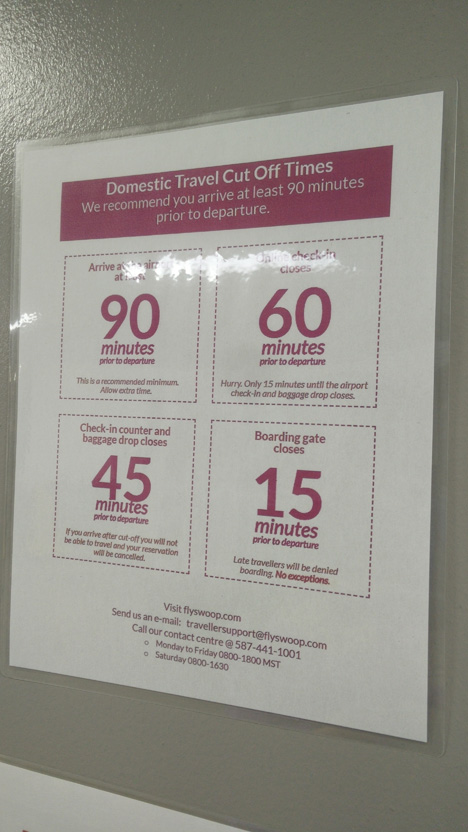 Domestic Travel Cut Off Times
We recommend you arrive at least 90 minutes
prior to departure.
Arrive at
at
90
minutes
prior to departure
This is a recommended minimum.
Allow extra time.
check-in
closes
60
minutes
prior to departure
Hurry. Only 15 minutes until the airport
check-in and baggage drop closes.
Check-in counter and
baggage drop closes
45
minutes
prior to departure
If you arrive after cut-off you will not
be able to travel and your reservation
will be cancelled.
Boarding gate
closes
15
minutes
prior to departure
Late travellers will be denied
boarding. No exceptions.
Visit flyswoop.com
Send us an e-mail: travellersupport@flyswoop.com
Call our contact centre @ 587-441-1001
o Monday to Friday 0800-1800 MST
o Saturday 0800-1630